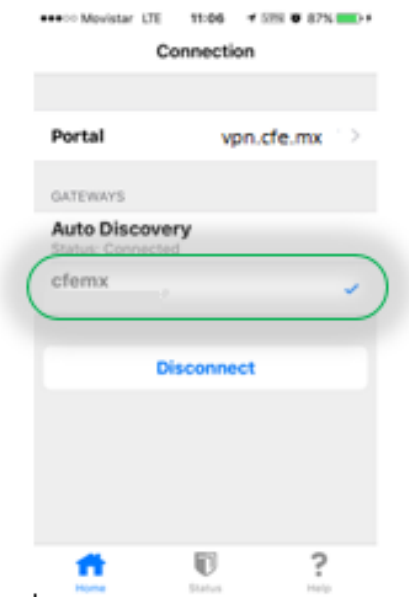 Movistar LTE 11:06 87%
Connection
Portal vpn.cfe.mx
GATEWAYS
Auto Discovery
Status: Connected
cfemx
Disconnect
Home Status Help